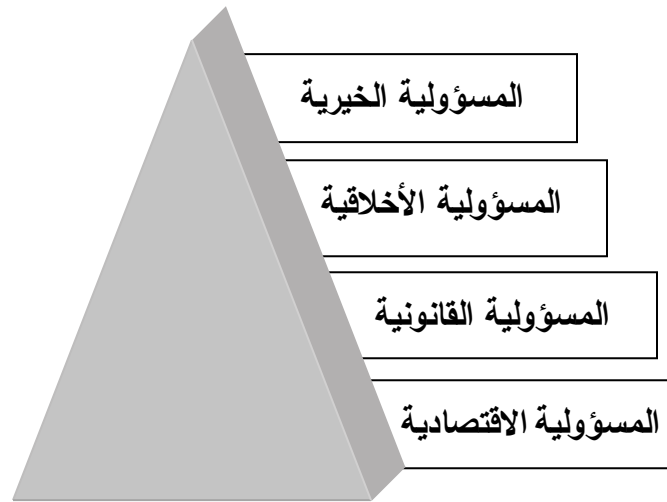 المسؤولية الخيرية
المسؤولية الأخلاقية
المسؤولية القانونية
المسؤولية الاقتصادية